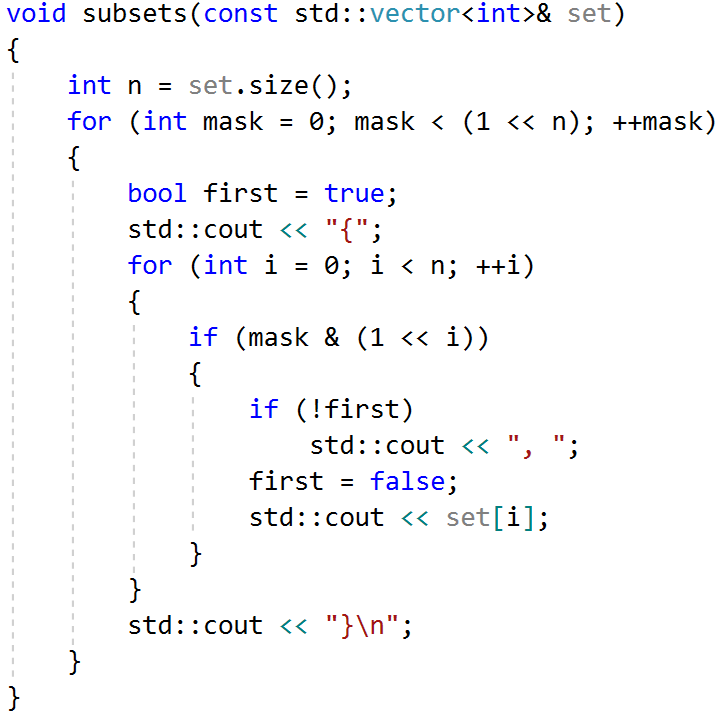 void subsets(const std::vector<int>& set)
{
    int n = set.size();
    for (int mask = 0; mask < (1 << n); ++mask)
    {
        bool first = true;
        std::cout << "{";
        for (int i = 0; i < n; ++i)
        {
            if (mask & (1 << i))
            {
                if (!first)
                    std::cout << ", ";
                first = false;
                std::cout << set[i];
            }
        }
        std::cout << "}\n";
    }
}